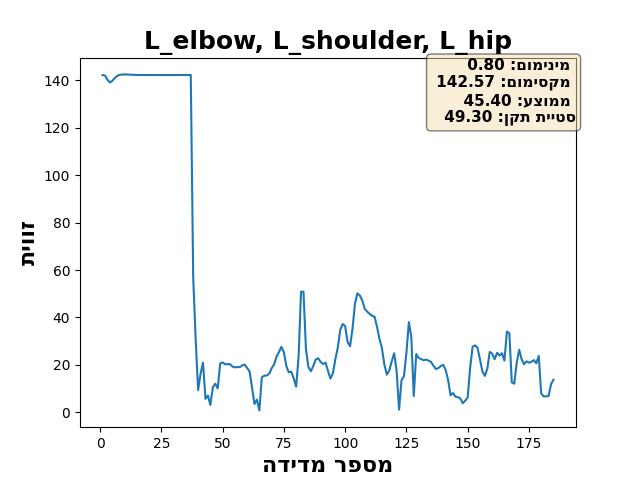 L_elbow, L_shoulder, L_hip
מינימום: 0.80
מקסימום: 142.57
ממוצע: 45.40
סטיית תקן: 49.30
140
120
100
80
60
40
20
0
זווית
0 25 50 75 100 125 150 175
מספר מדידה